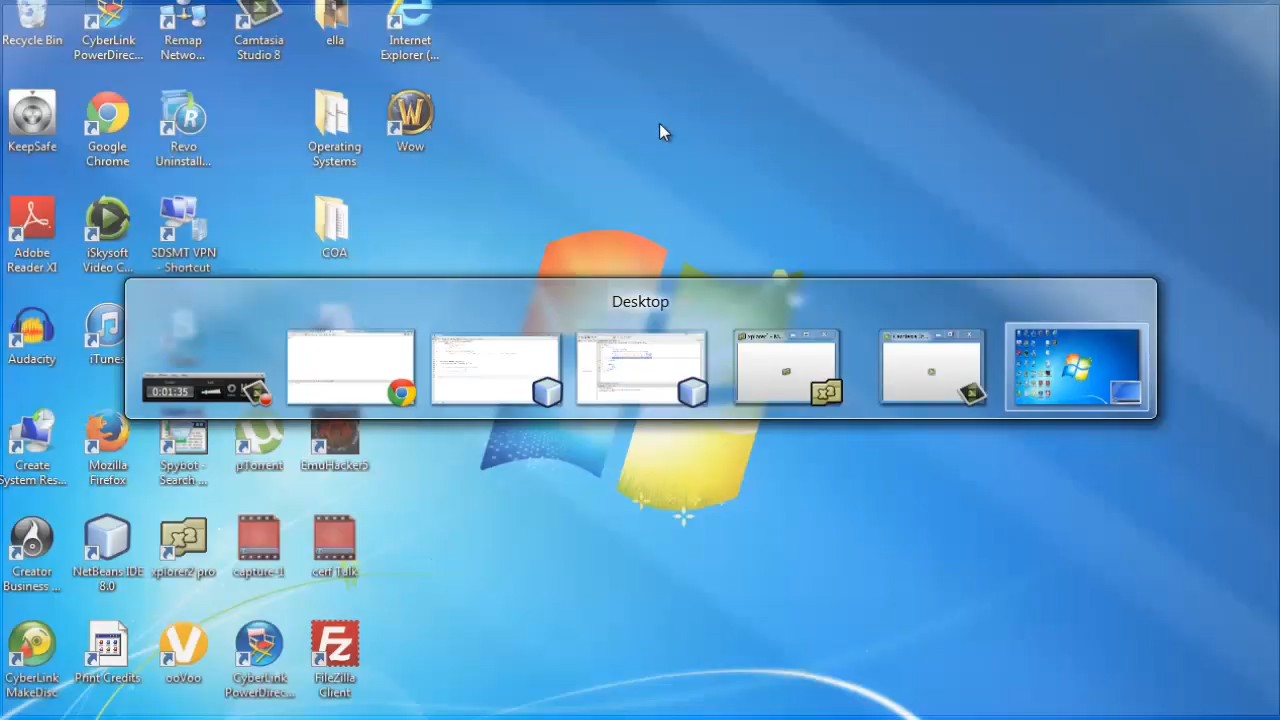 Recycle Bin
CyberLink
PowerDirec...
Remap
Netwo...
Camtasia
Studio 8
ella
Internet
Explorer (...
KeepSafe
Google
Chrome
Revo
Uninstall...
Operating
Systems
W
Wow
Adobe
Reader XI
iSkysoft
Video C...
SDSMT VPN
- Shortcut
COA
Desktop
Audacity
iTunes
0:01:35
x2
Create
System Res...
Mozilla
Firefox
Spybot -
Search ...
µTorrent
EmuHacker5
Creator
Business ...
NetBeans IDE
8.0
x2
xplorer2 pro
capture-1
cerf Talk
CyberLink
MakeDisc
Print Credits
V
ooVoo
CyberLink
PowerDirec...
Fz
FileZilla
Client